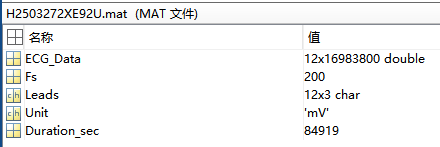 H2503272XE92U.mat (MAT 文件)
名称 值
ECG_Data 12x16983800 double
Fs 200
Leads 12x3 char
Unit 'mV'
Duration_sec 84919